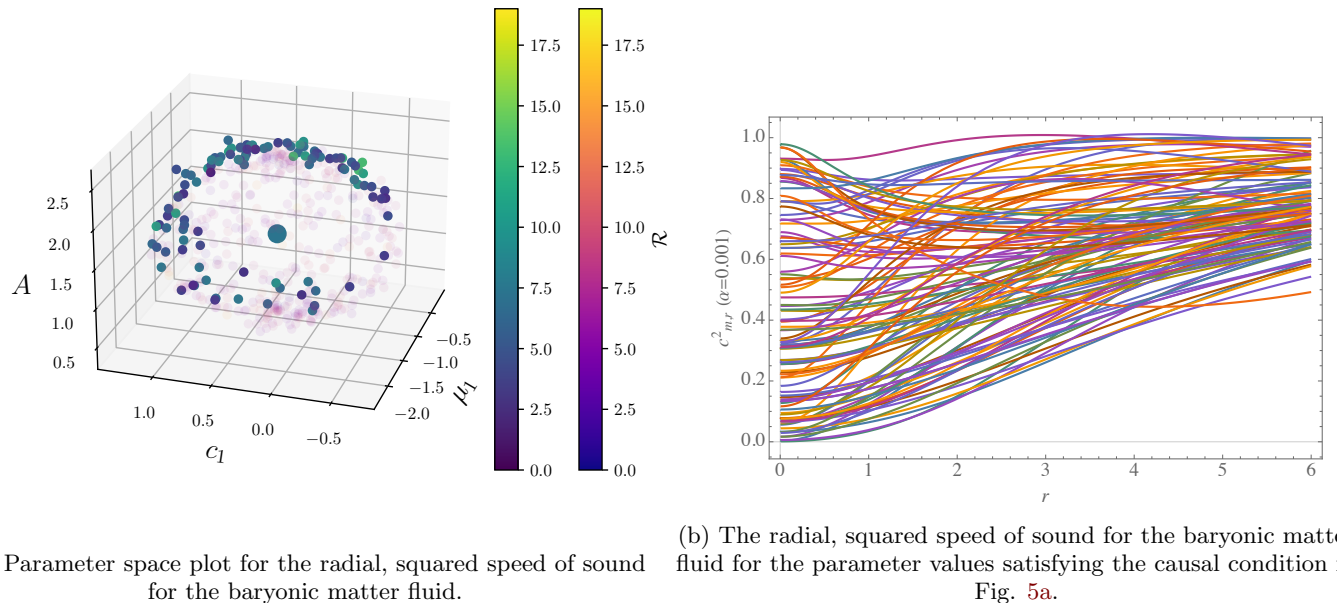 17.5
15.0
12.5
10.0
7.5
5.0
2.5
0.0
17.5
15.0
12.5
10.0
7.5
5.0
2.5
0.0
ℛ
A
2.5
2.0
1.5
1.0
0.5
1.0
0.5
0.0
−0.5
c₁
−0.5
−1.0
−1.5
−2.0
μ₁
Parameter space plot for the radial, squared speed of sound
for the baryonic matter fluid.
c²ₘ,ᵣ (α=0.001)
1.0
0.8
0.6
0.4
0.2
0.0
0 1 2 3 4 5 6
r
(b) The radial, squared speed of sound for the baryonic matte
fluid for the parameter values satisfying the causal condition
Fig. 5a.